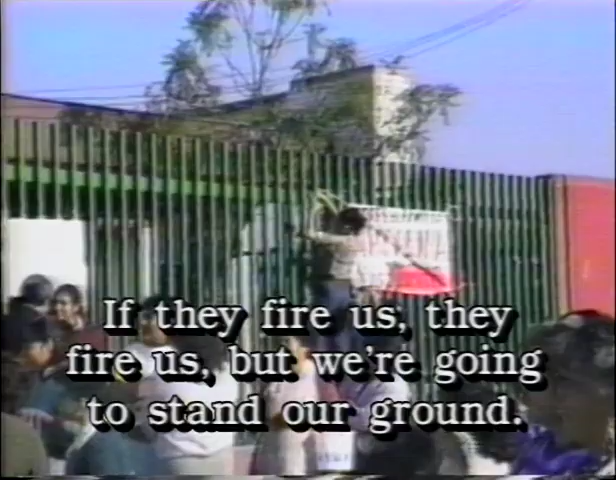 If they fire us, they
fire us, but we're going
to stand our ground.